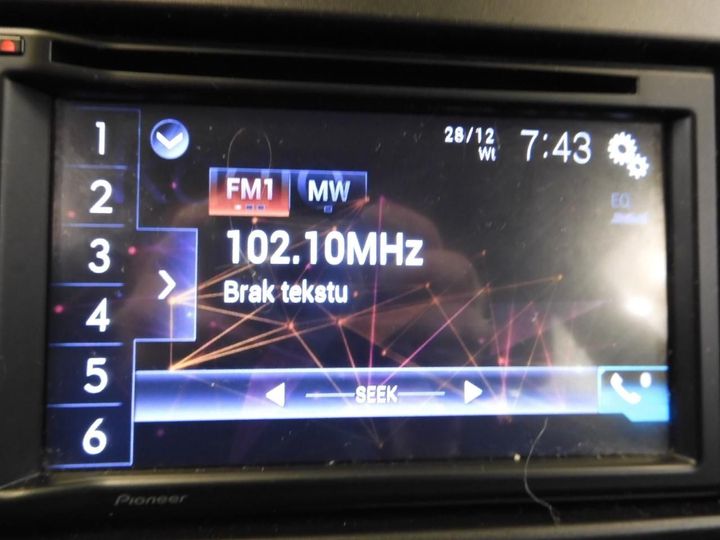 28/12 7:43
Wt
1
FM1 MW
EQ
2
102.10MHz
3
Brak tekstu
4
5
SEEK
6
Pioneer